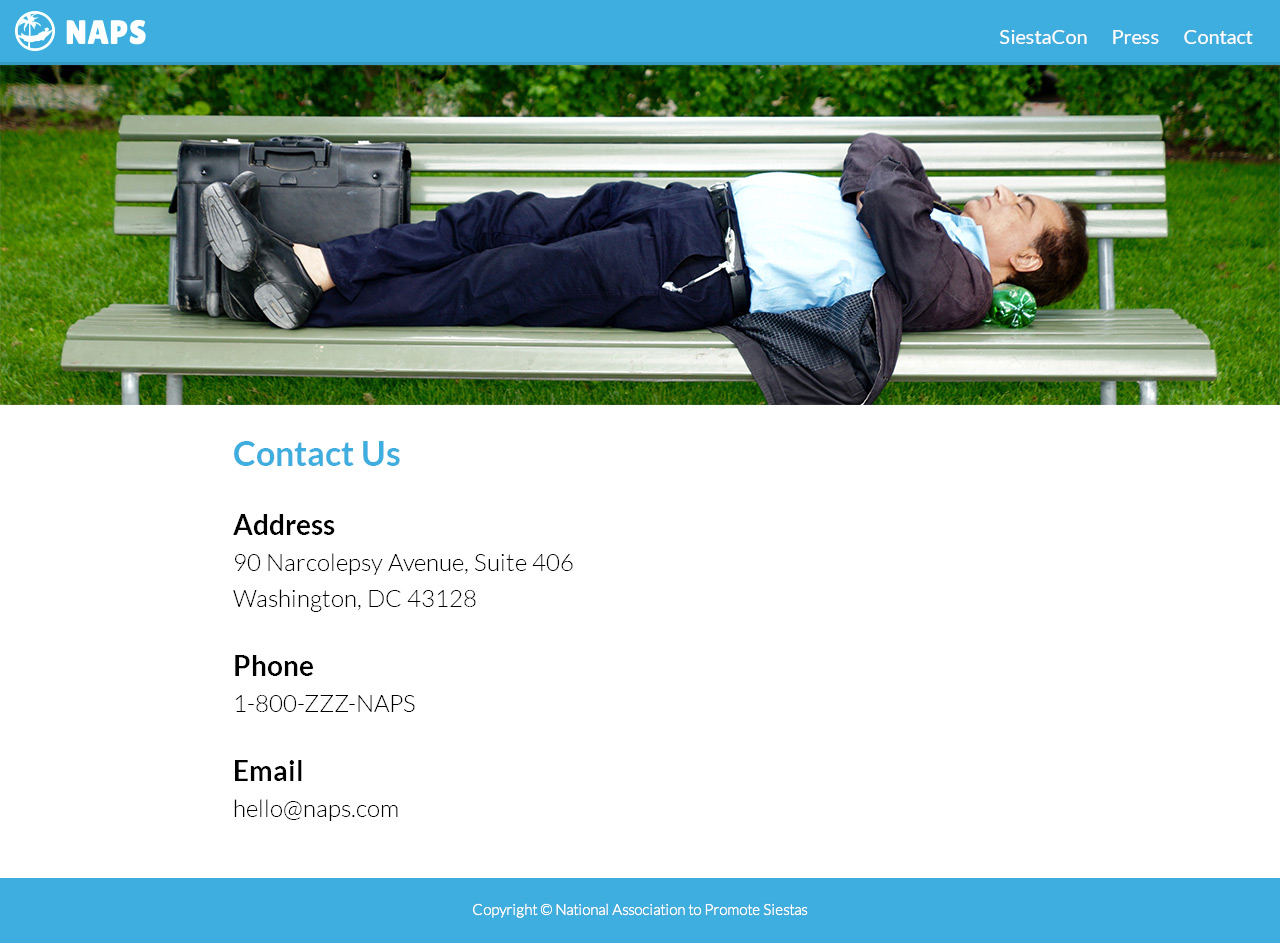 NAPS
SiestaCon Press Contact
Contact Us
Address
90 Narcolepsy Avenue, Suite 406
Washington, DC 43128
Phone
1-800-ZZZ-NAPS
Email
hello@naps.com
Copyright © National Association to Promote Siestas